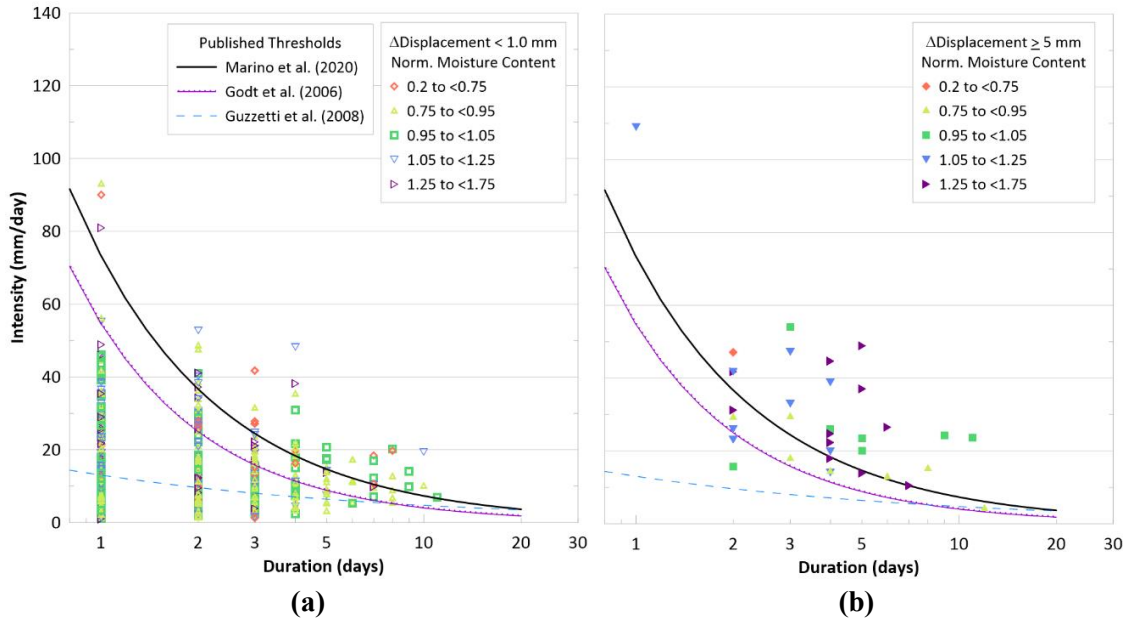 140
120
100
80
60
40
20
0
Intensity (mm/day)
Published Thresholds
Marino et al. (2020)
Godt et al. (2006)
Guzzetti et al. (2008)
ΔDisplacement < 1.0 mm
Norm. Moisture Content
0.2 to <0.75
0.75 to <0.95
0.95 to <1.05
1.05 to <1.25
1.25 to <1.75
1 2 3 5 10 20 30
Duration (days)
(a)
ΔDisplacement ≥ 5 mm
Norm. Moisture Content
0.2 to <0.75
0.75 to <0.95
0.95 to <1.05
1.05 to <1.25
1.25 to <1.75
1 2 3 5 10 20 30
Duration (days)
(b)